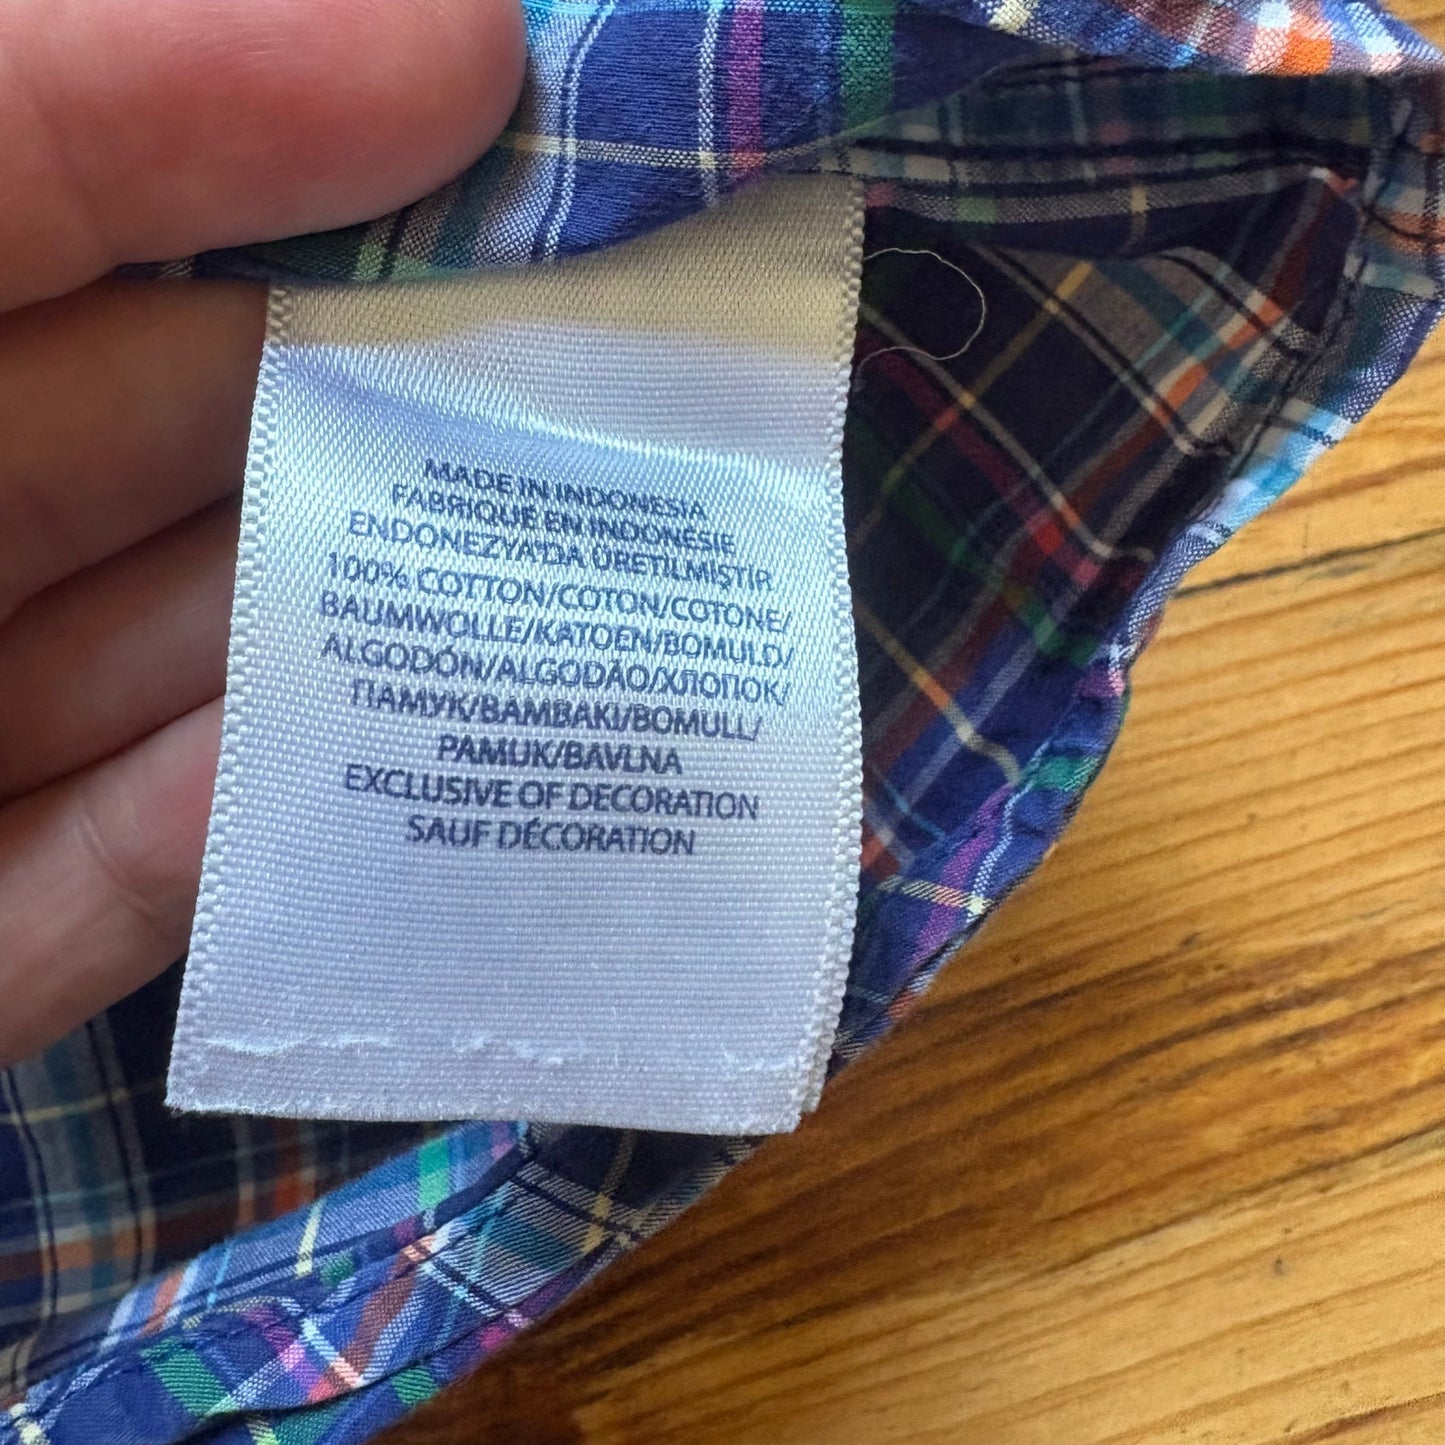 MADE IN INDONESIA
FABRIQUÉ EN INDONÉSIE
ENDONEZYA'DA ÜRETILMIŞTIR
100% COTTON/COTON/COTONE/
BAUMWOLLE/KATOEN/BOMULD/
ALGODÓN/ALGODÃO/ХЛОПОК/
ПАМУК/BAMBAKI/BOMULL/
PAMUK/BAVLNA
EXCLUSIVE OF DECORATION
SAUF DÉCORATION